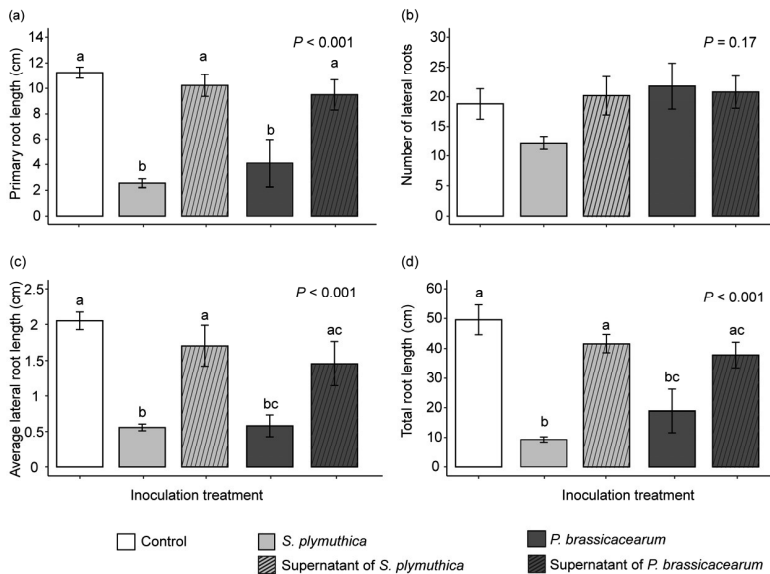 (a)
P < 0.001
Primary root length (cm)
14
12
10
8
6
4
2
0
a
b
a
b
a
(b)
P = 0.17
Number of lateral roots
30
25
20
15
10
5
0
(c)
P < 0.001
Average lateral root length (cm)
2.5
2
1.5
1
0.5
0
a
b
a
bc
ac
Inoculation treatment
(d)
P < 0.001
Total root length (cm)
60
50
40
30
20
10
0
a
b
a
bc
ac
Inoculation treatment
Control
S. plymuthica
P. brassicacearum
Supernatant of S. plymuthica
Supernatant of P. brassicacearum